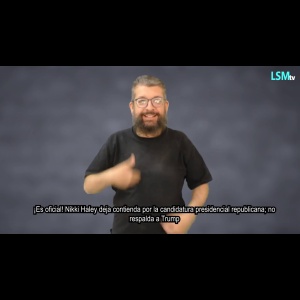 LSMtv
¡Es oficial! Nikki Haley deja contienda por la candidatura presidencial republicana; no
respalda a Trump